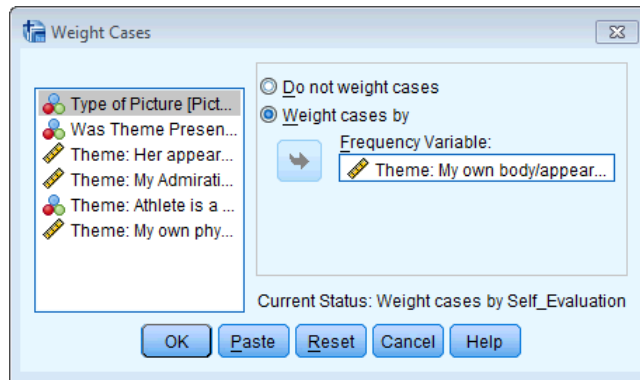 Weight Cases
Type of Picture [Pict...
Was Theme Presen...
Theme: Her appear...
Theme: My Admirati...
Theme: Athlete is a ...
Theme: My own phy...
Do not weight cases
Weight cases by
Frequency Variable:
Theme: My own body/appear...
Current Status: Weight cases by Self_Evaluation
OK Paste Reset Cancel Help